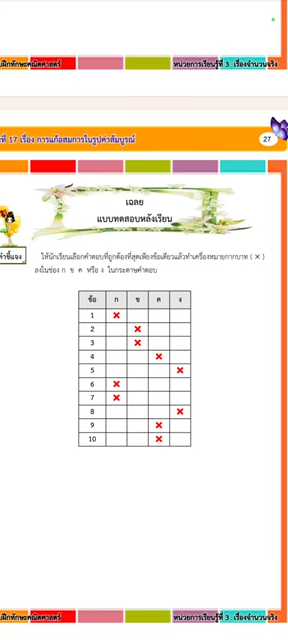 ฝึกทักษะคณิตศาสตร์ หน่วยการเรียนรู้ที่ 3 เรื่องจำนวนจริง
ที่ 17 เรื่อง การแก้อสมการในรูปค่าสัมบูรณ์ 27
เฉลย
แบบทดสอบหลังเรียน
คำชี้แจง ให้นักเรียนเลือกคำตอบที่ถูกต้องที่สุดเพียงข้อเดียวแล้วทำเครื่องหมายกากบาท ( × )
ลงในช่อง ก ข ค หรือ ง ในกระดาษคำตอบ
ข้อ ก ข ค ง
1 ×
2 ×
3 ×
4 ×
5 ×
6 ×
7 ×
8 ×
9 ×
10 ×
ฝึกทักษะคณิตศาสตร์ หน่วยการเรียนรู้ที่ 3 เรื่องจำนวนจริง